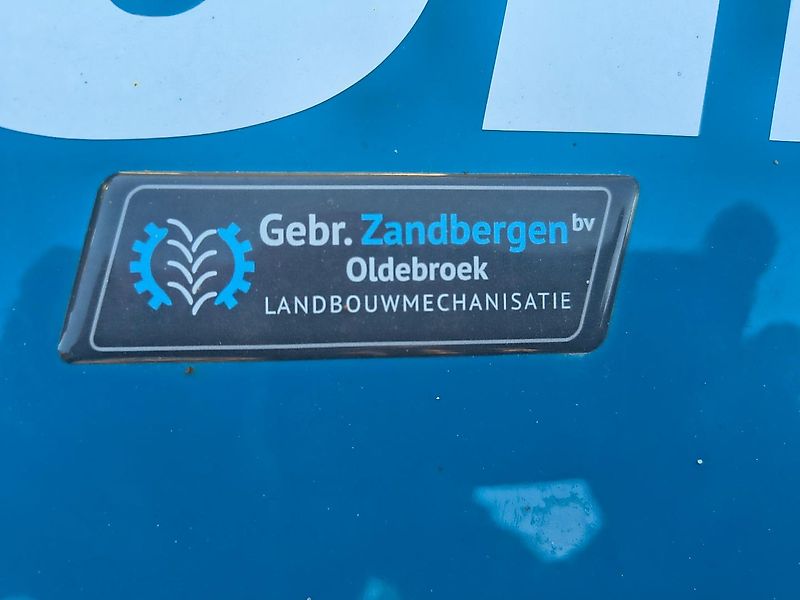 Gebr. Zandbergen bv
Oldebroek
LANDBOUWMECHANISATIE